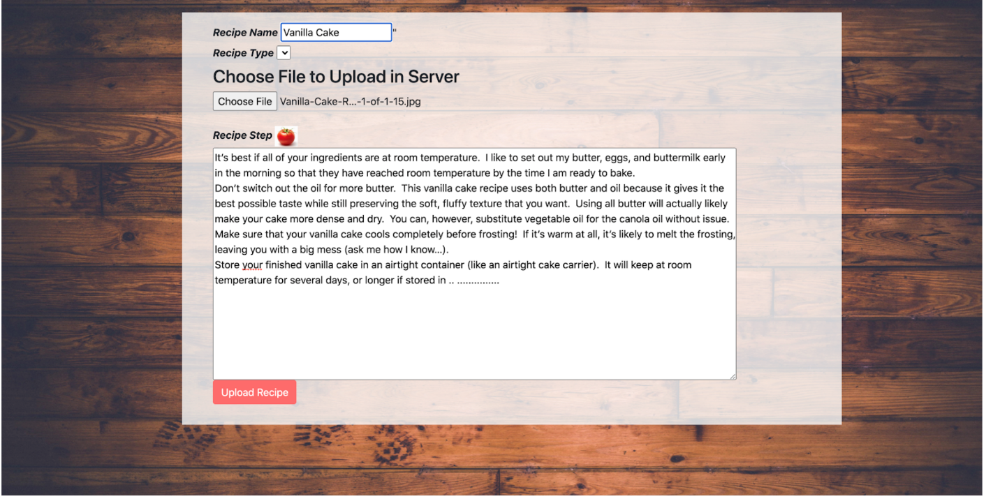 Recipe Name Vanilla Cake "
Recipe Type
Choose File to Upload in Server
Choose File Vanilla-Cake-R...-1-of-1-15.jpg
Recipe Step
It’s best if all of your ingredients are at room temperature.  I like to set out my butter, eggs, and buttermilk early
in the morning so that they have reached room temperature by the time I am ready to bake.
Don’t switch out the oil for more butter.  This vanilla cake recipe uses both butter and oil because it gives it the
best possible taste while still preserving the soft, fluffy texture that you want.  Using all butter will actually likely
make your cake more dense and dry.  You can, however, substitute vegetable oil for the canola oil without issue.
Make sure that your vanilla cake cools completely before frosting!  If it’s warm at all, it’s likely to melt the frosting,
leaving you with a big mess (ask me how I know…).
Store your finished vanilla cake in an airtight container (like an airtight cake carrier).  It will keep at room
temperature for several days, or longer if stored in .. ...............
Upload Recipe